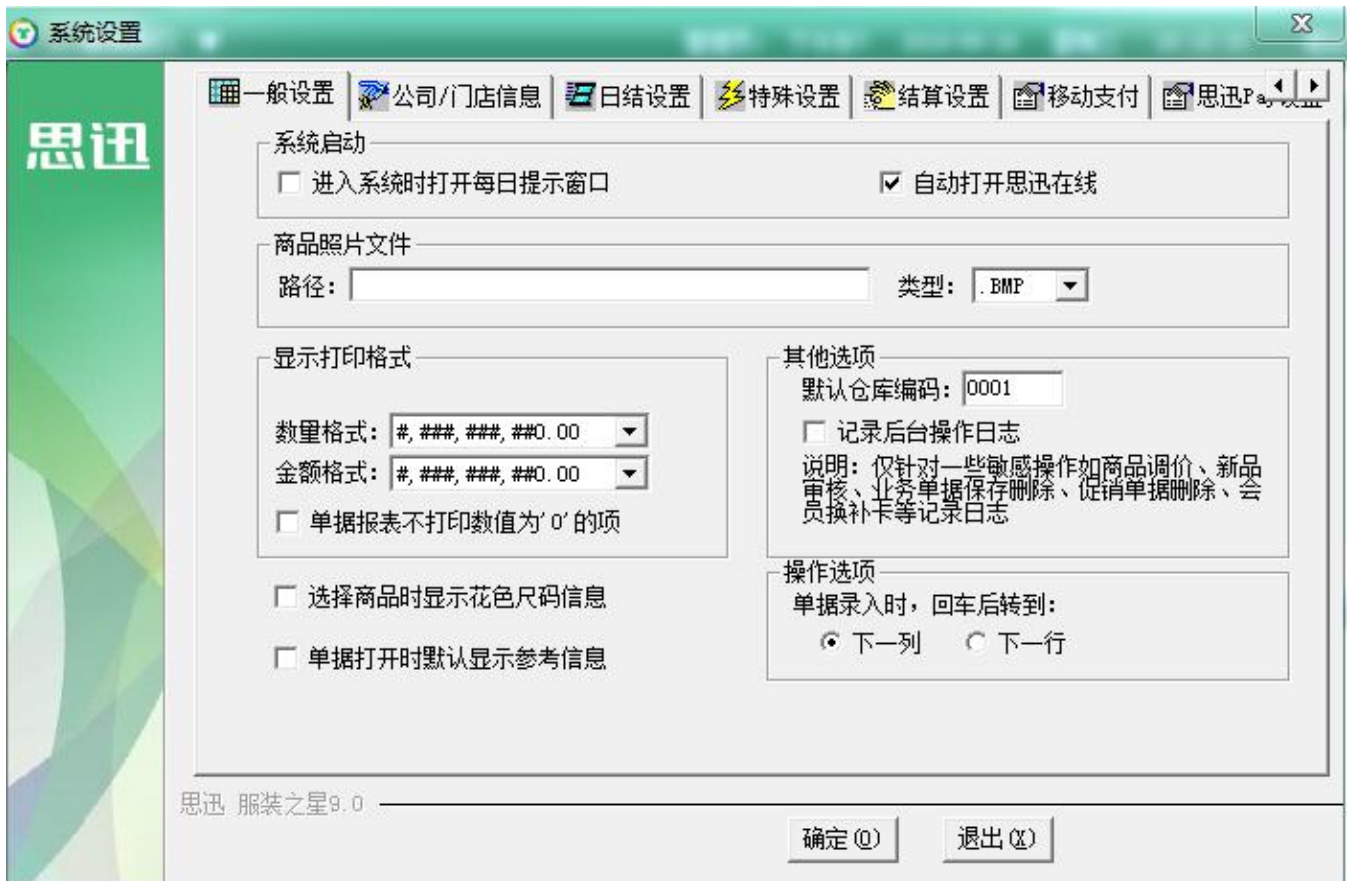 系统设置
思迅
一般设置 公司/门店信息 日结设置 特殊设置 结算设置 移动支付 思迅Pa
系统启动
进入系统时打开每日提示窗口 自动打开思迅在线
商品照片文件
路径： 类型： .BMP
显示打印格式
数量格式： #,###,###,##0.00
金额格式： #,###,###,##0.00
单据报表不打印数值为'0'的项
选择商品时显示花色尺码信息
单据打开时默认显示参考信息
其他选项
默认仓库编码： 0001
记录后台操作日志
说明：仅针对一些敏感操作如商品调价、新品
审核、业务单据保存删除、促销单据删除、会
员换补卡等记录日志
操作选项
单据录入时，回车后转到：
下一列 下一行
思迅 服装之星9.0
确定(O) 退出(X)